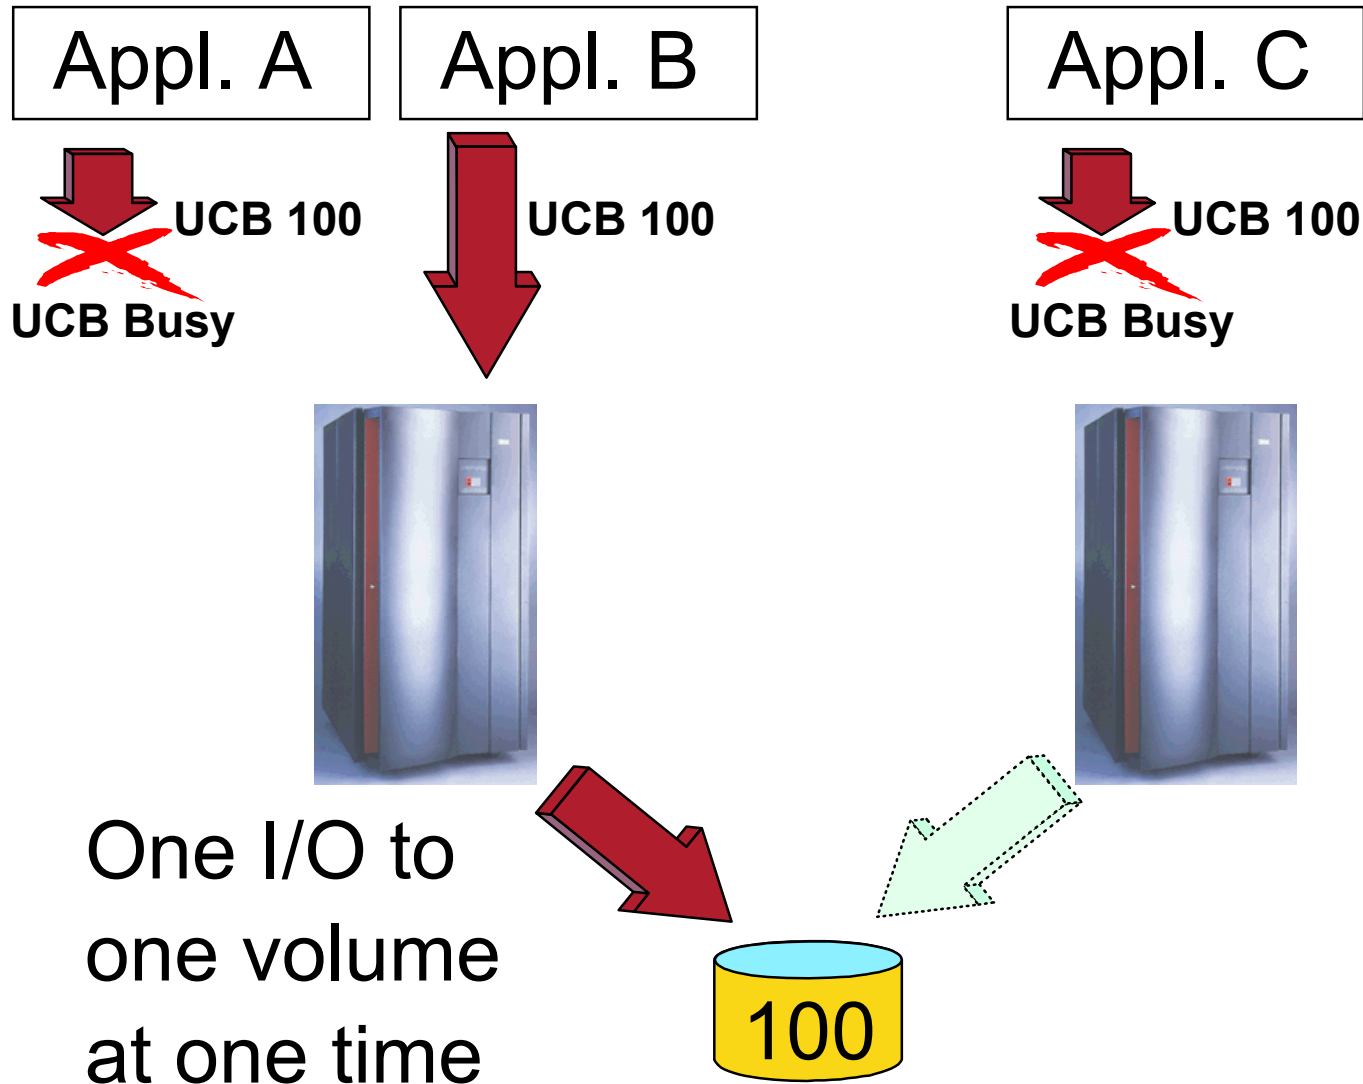 Appl. A
Appl. B
Appl. C
UCB 100
UCB 100
UCB 100
UCB Busy
UCB Busy
One I/O to
one volume
at one time
100